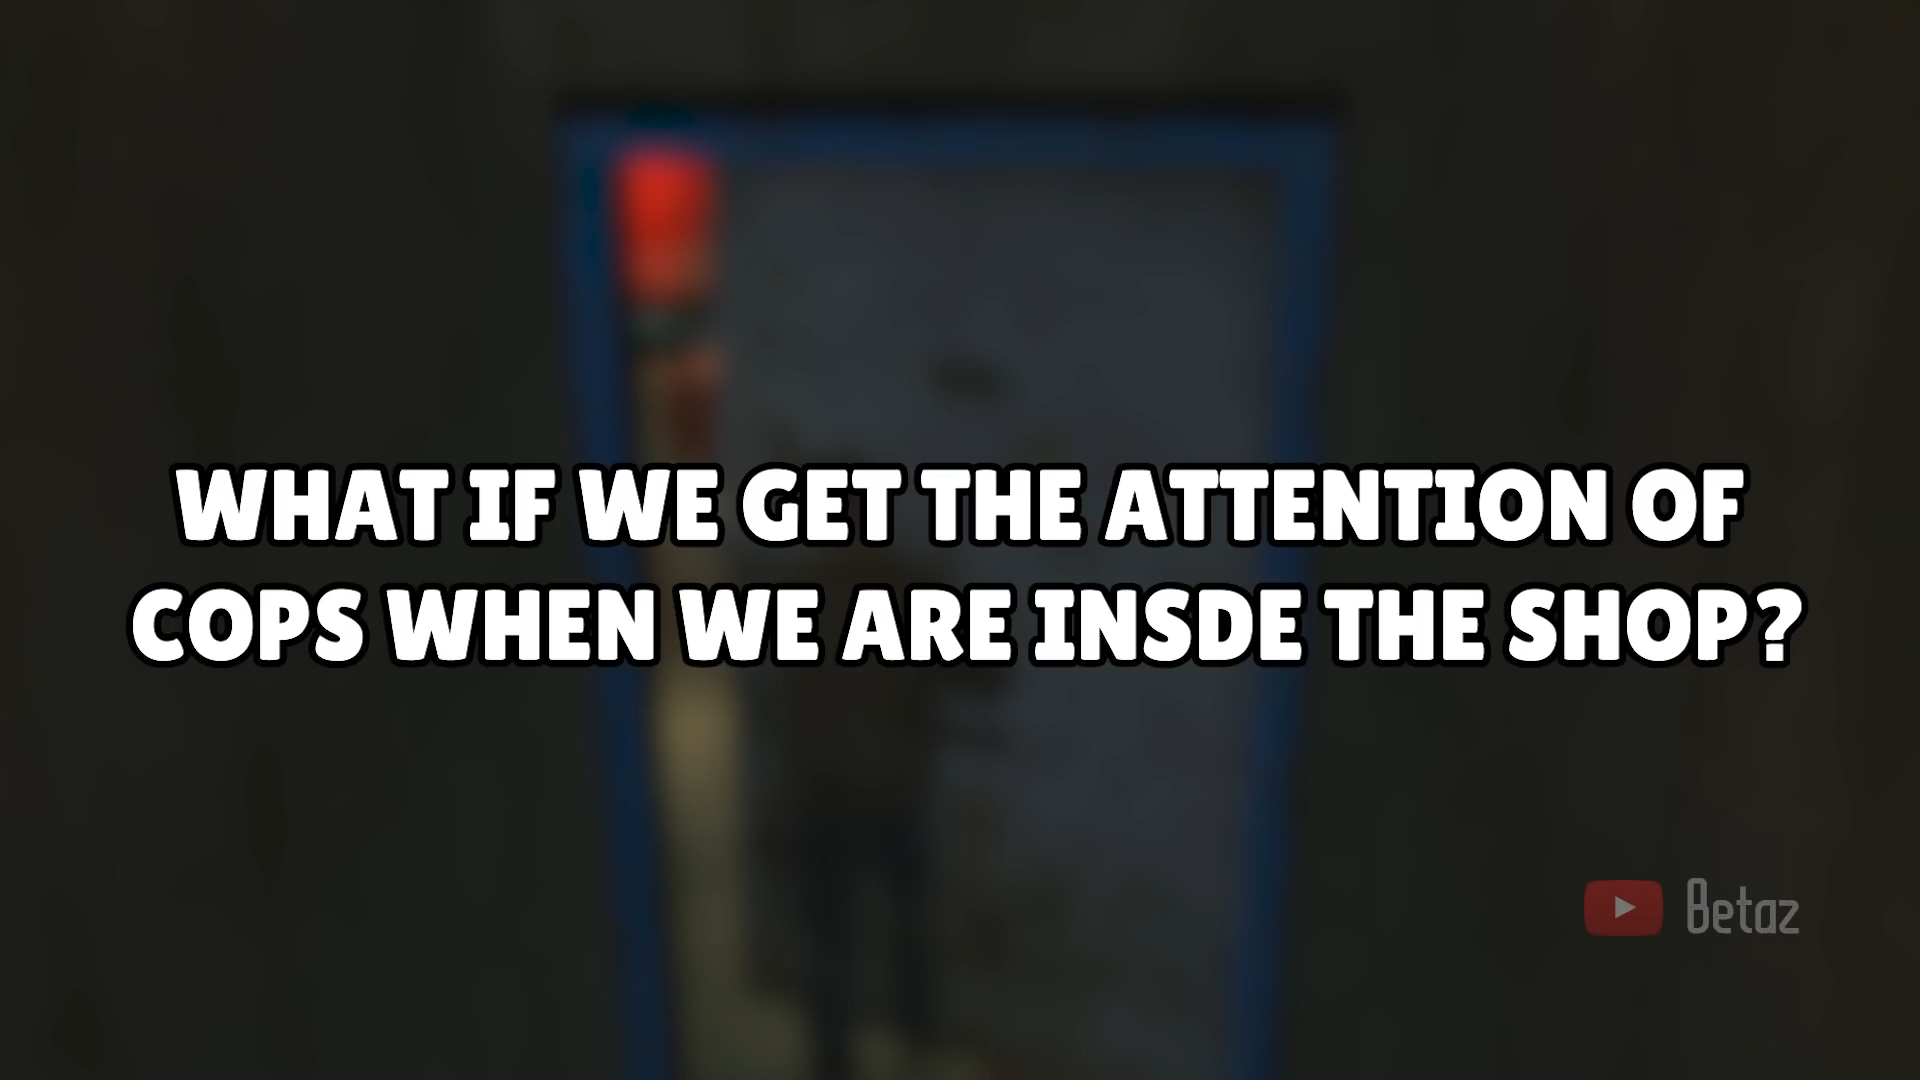 WHAT IF WE GET THE ATTENTION OF
COPS WHEN WE ARE INSDE THE SHOP?
Betaz